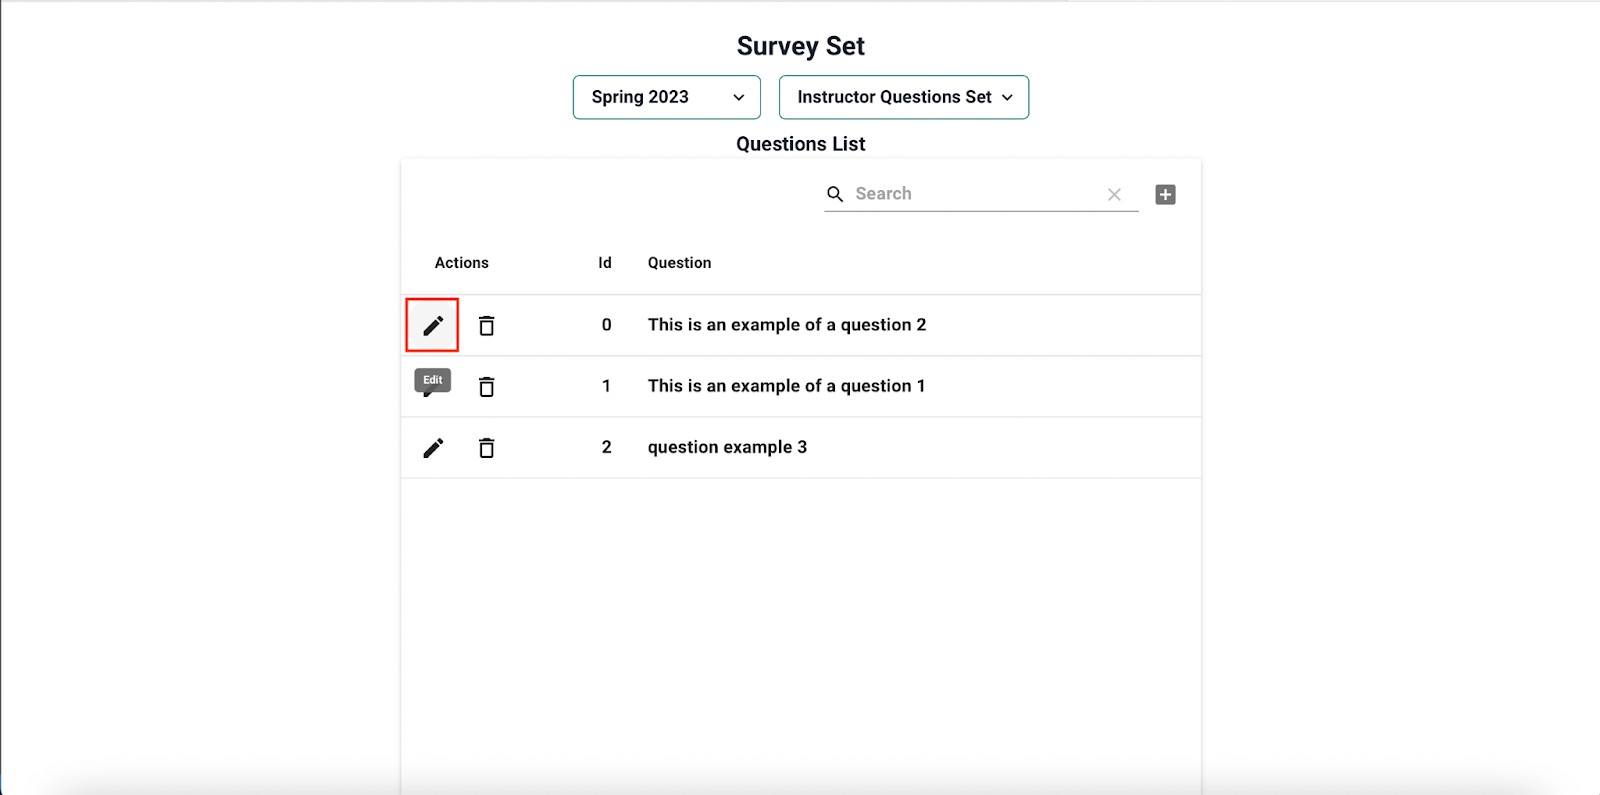 Survey Set
Spring 2023 Instructor Questions Set
Questions List
Search
Actions Id Question
0 This is an example of a question 2
Edit
1 This is an example of a question 1
2 question example 3